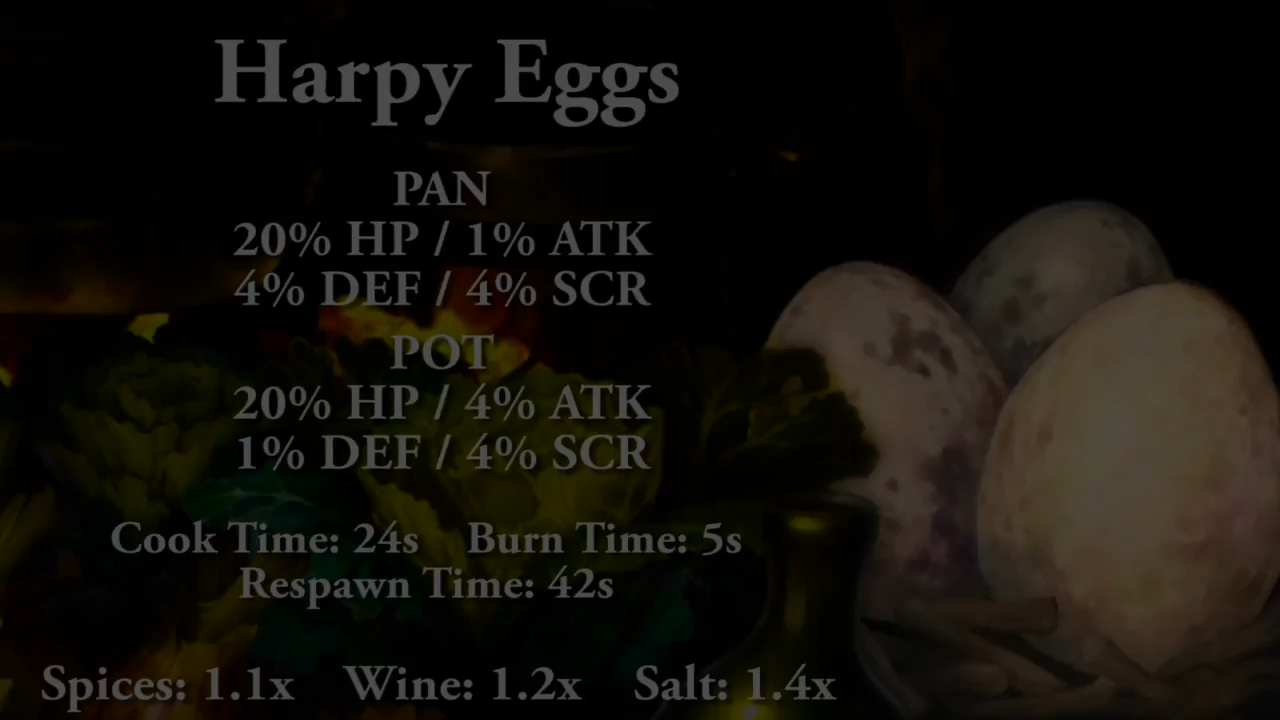 Harpy Eggs
PAN
20% HP / 1% ATK
4% DEF / 4% SCR
POT
20% HP / 4% ATK
1% DEF / 4% SCR
Cook Time: 24s Burn Time: 5s
Respawn Time: 42s
Spices: 1.1x Wine: 1.2x Salt: 1.4x